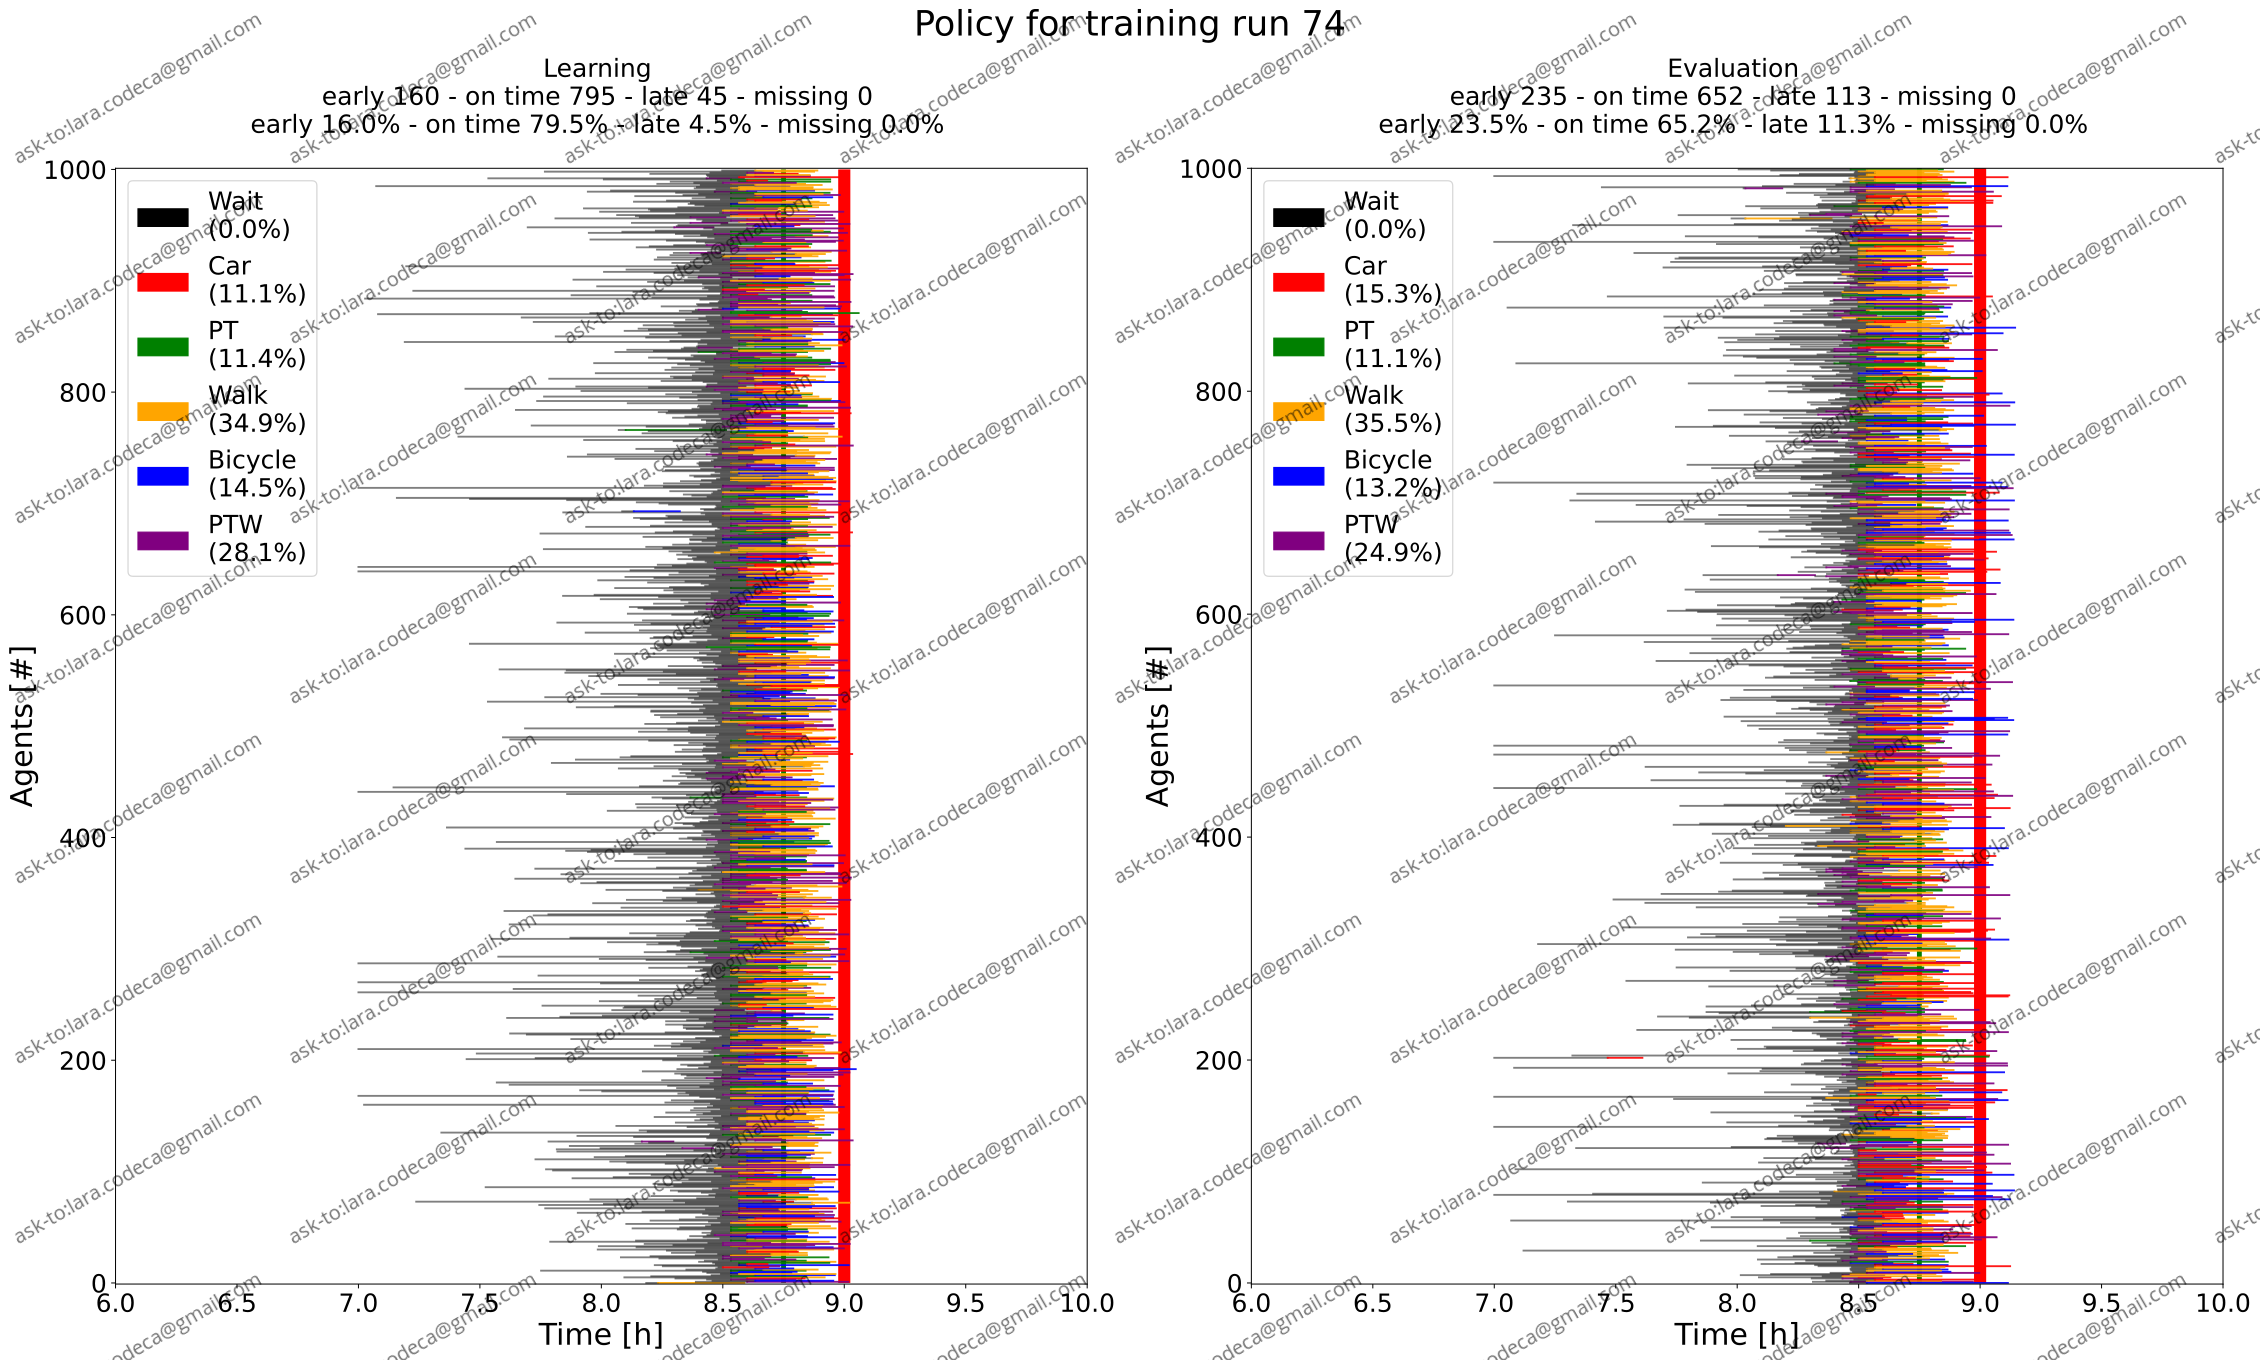 Policy for training run 74
Learning
early 160 - on time 795 - late 45 - missing 0
early 16.0% - on time 79.5% - late 4.5% - missing 0.0%
1000
800
600
400
200
0
Agents [#]
Wait
(0.0%)
Car
(11.1%)
PT
(11.4%)
Walk
(34.9%)
Bicycle
(14.5%)
PTW
(28.1%)
6.0 6.5 7.0 7.5 8.0 8.5 9.0 9.5 10.0
Time [h]
Evaluation
early 235 - on time 652 - late 113 - missing 0
early 23.5% - on time 65.2% - late 11.3% - missing 0.0%
1000
800
600
400
200
0
Agents [#]
Wait
(0.0%)
Car
(15.3%)
PT
(11.1%)
Walk
(35.5%)
Bicycle
(13.2%)
PTW
(24.9%)
6.0 6.5 7.0 7.5 8.0 8.5 9.0 9.5 10.0
Time [h]
ask-to:lara.codeca@gmail.com